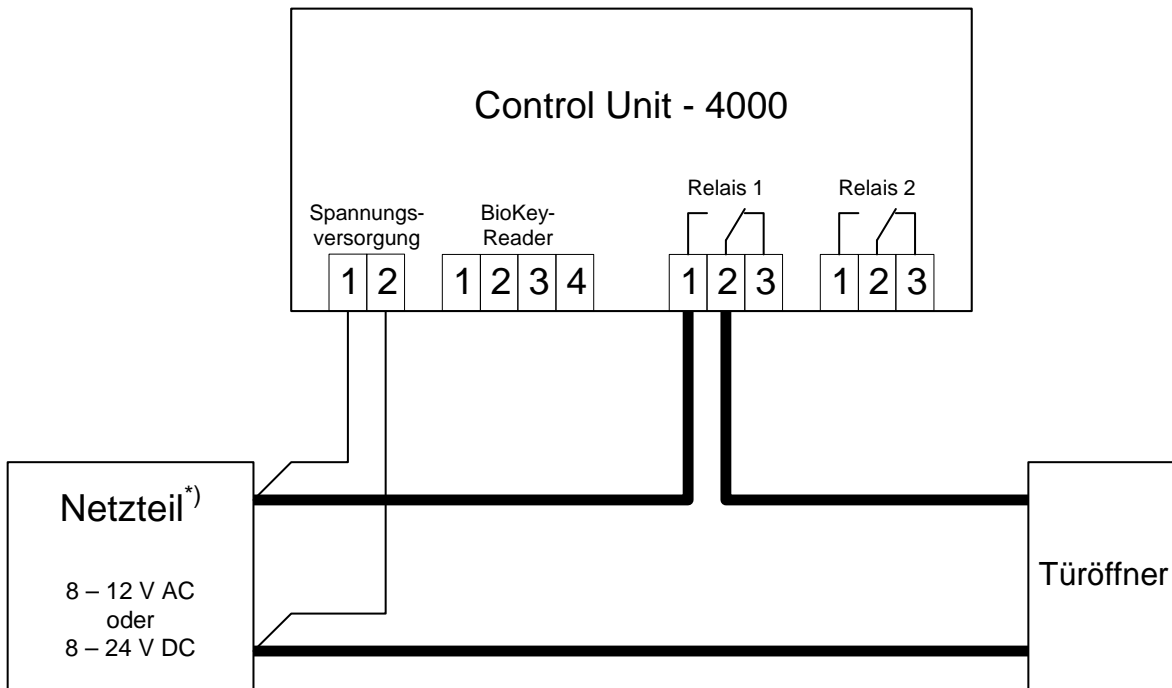 Control Unit - 4000
Relais 1
Relais 2
Spannungs-
versorgung
BioKey-
Reader
1 2
1 2 3 4
1 2 3
1 2 3
Netzteil*)
8 – 12 V AC
oder
8 – 24 V DC
Türöffner